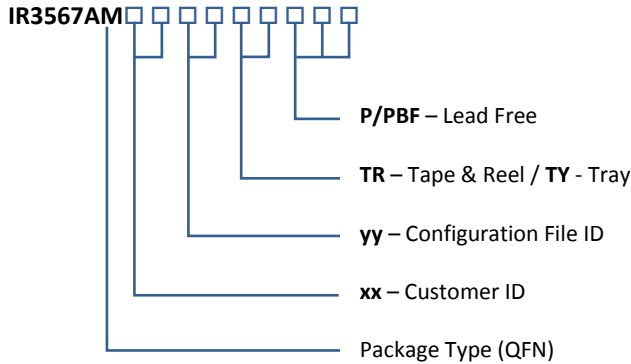 IR3567AM
P/PBF – Lead Free
TR – Tape & Reel / TY - Tray
yy – Configuration File ID
xx – Customer ID
Package Type (QFN)